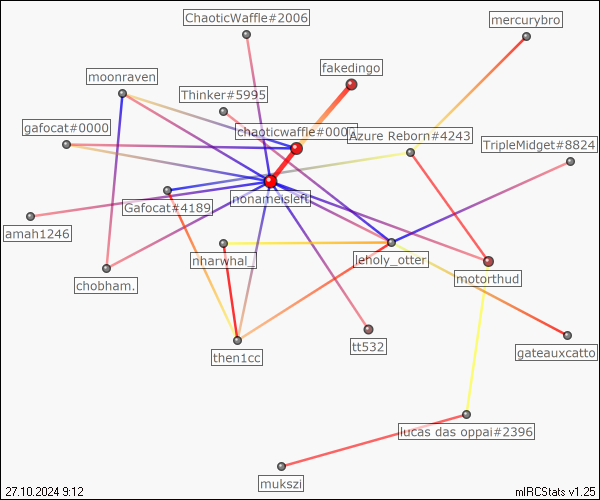 ChaoticWaffle#2006
mercurybro
fakedingo
moonraven
Thinker#5995
gafocat#0000
chaoticwaffle#000
Azure Reborn#4243
TripleMidget#8824
nonameisleft
Gafocat#4189
amah1246
nharwhal_
leholy_otter
chobham.
motorthud
then1cc
tt532
gateauxcatto
lucas das oppai#2396
mukszi
27.10.2024 9:12
mIRCStats v1.25